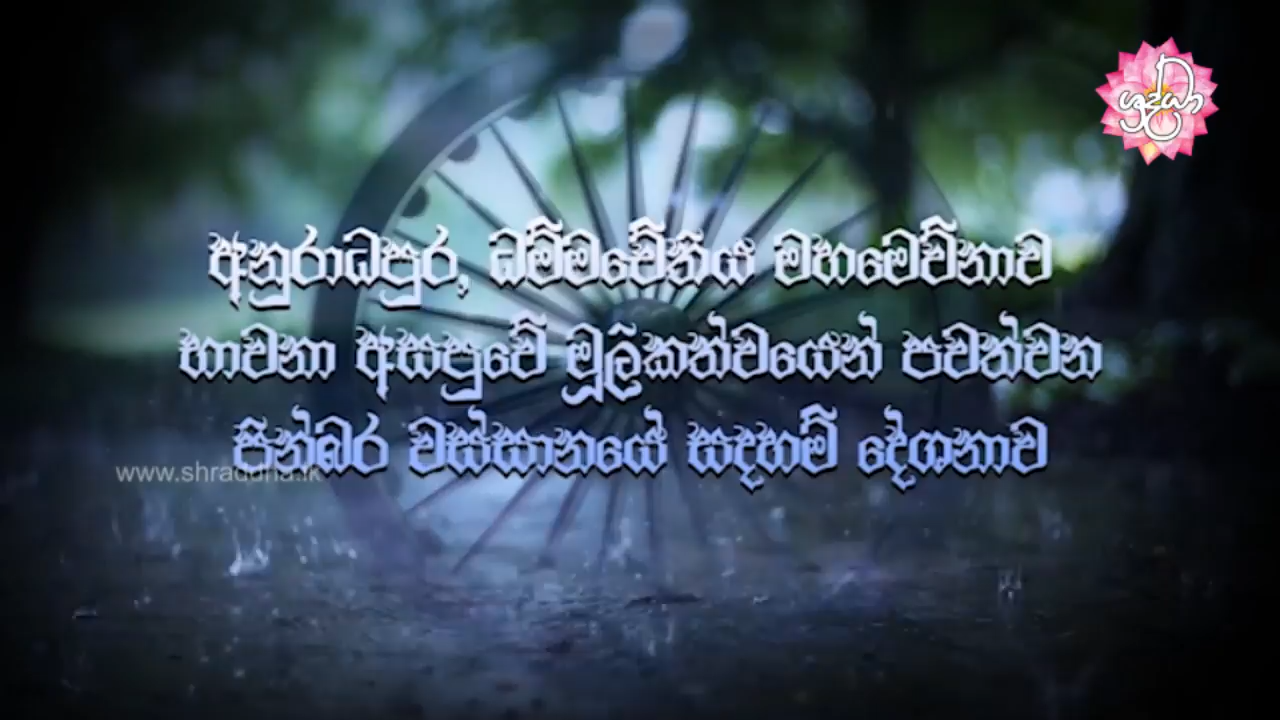 ශ්‍රද්ධා
අනුරාධපුර, ධම්මචේතිය මහමෙව්නාව
භාවනා අසපුවේ මූලිකත්වයෙන් පවත්වන
පින්බර වස්සානයේ සදහම් දේශනාව
www.shraddha.lk